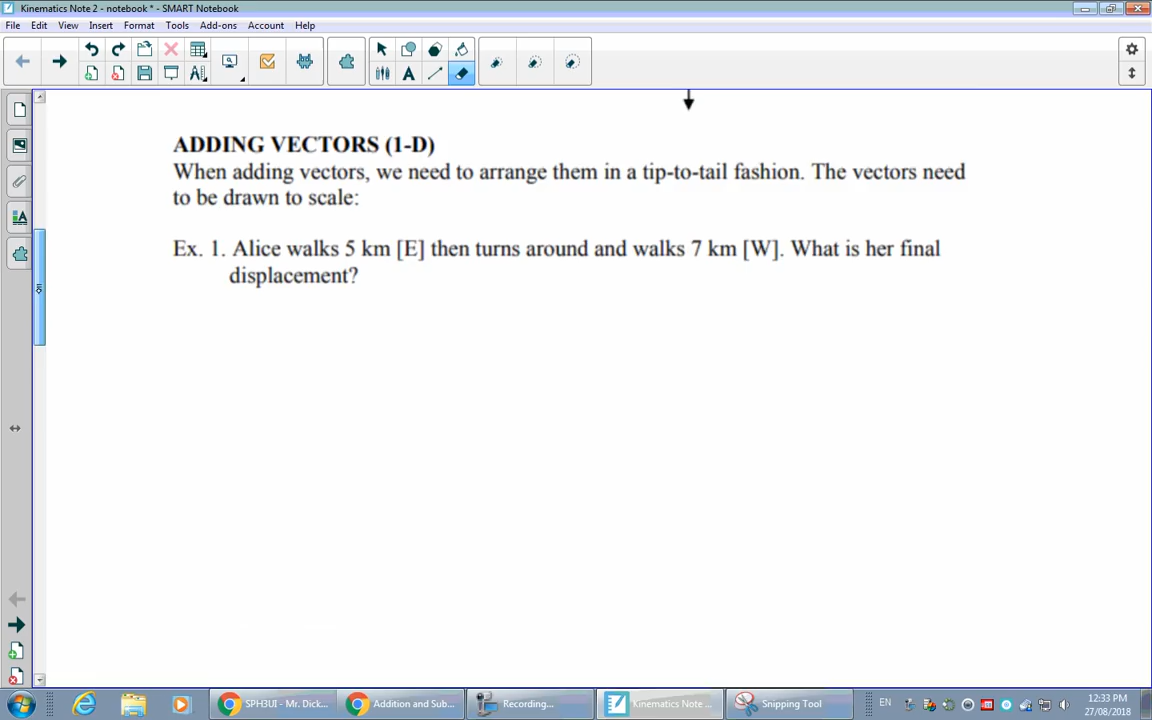 Kinematics Note 2 - notebook * - SMART Notebook
File Edit View Insert Format Tools Add-ons Account Help
ADDING VECTORS (1-D)
When adding vectors, we need to arrange them in a tip-to-tail fashion. The vectors need
to be drawn to scale:
Ex. 1. Alice walks 5 km [E] then turns around and walks 7 km [W]. What is her final
displacement?
SPH3UI - Mr. Dick... Addition and Sub... Recording... Kinematics Note ... Snipping Tool EN 12:33 PM
27/08/2018